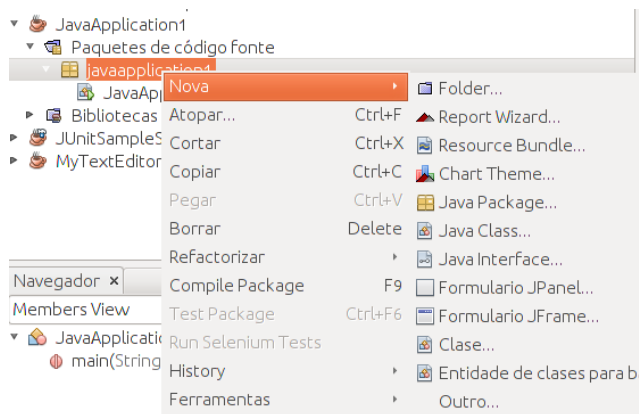 JavaApplication1
Paquetes de código fonte
javaapplication1
JavaAp
Bibliotecas
JUnitSampleS
MyTextEditor
Nova
Atopar... Ctrl+F
Cortar Ctrl+X
Copiar Ctrl+C
Pegar Ctrl+V
Borrar Delete
Refactorizar
Compile Package F9
Test Package Ctrl+F6
Run Selenium Tests
History
Ferramentas
Folder...
Report Wizard...
Resource Bundle...
Chart Theme...
Java Package...
Java Class...
Java Interface...
Formulario JPanel...
Formulario JFrame...
Clase...
Entidade de clases para b
Outro...
Navegador
Members View
JavaApplicatio
main(String